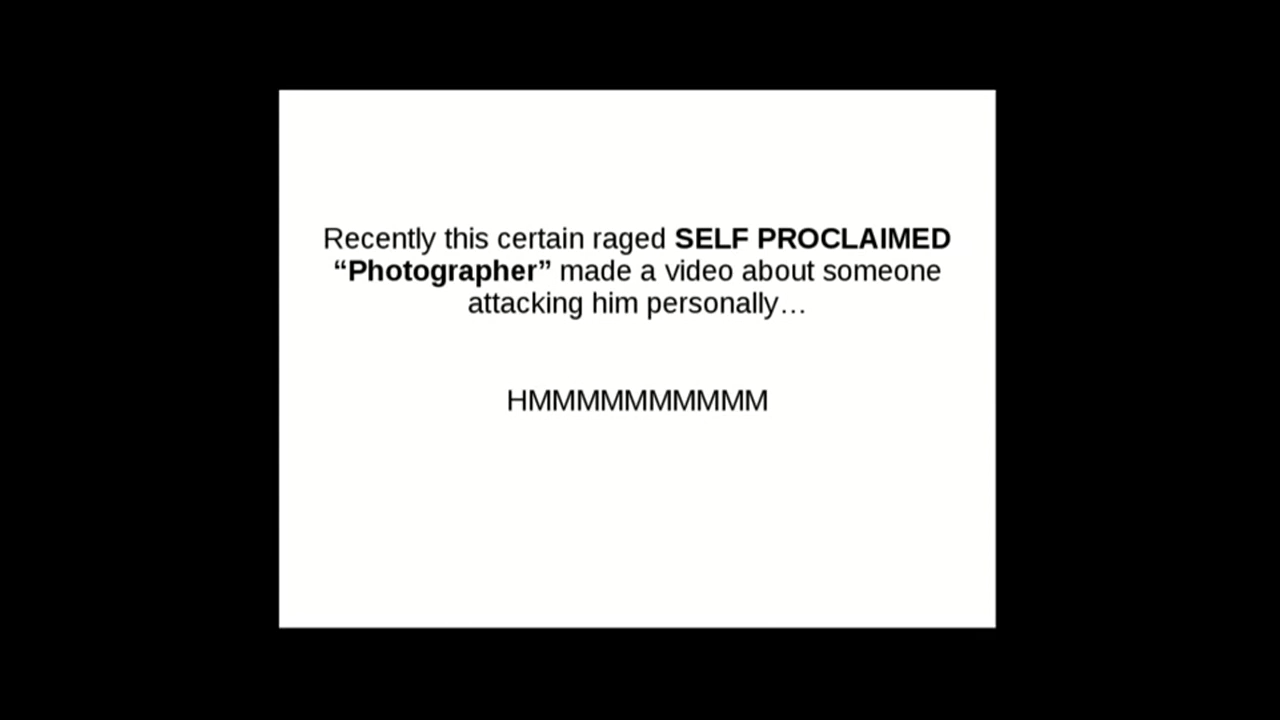 Recently this certain raged SELF PROCLAIMED
“Photographer” made a video about someone
attacking him personally…
HMMMMMMMMMM